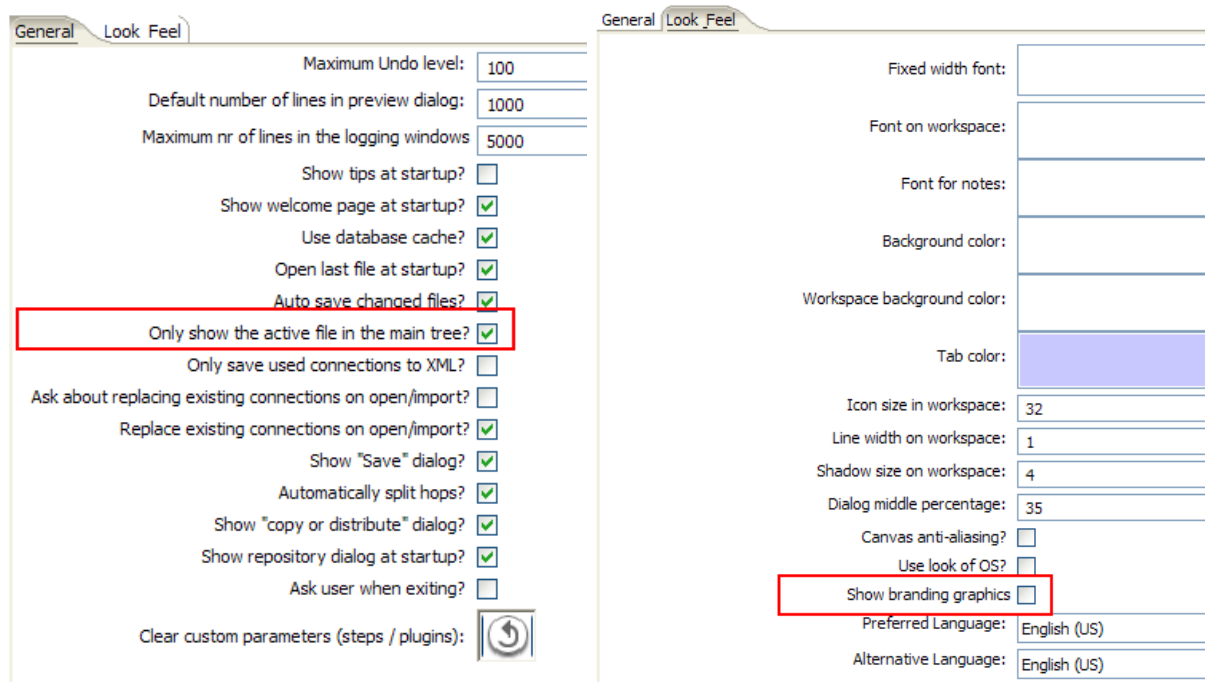 General Look Feel
Maximum Undo level: 100
Default number of lines in preview dialog: 1000
Maximum nr of lines in the logging windows 5000
Show tips at startup?
Show welcome page at startup?
Use database cache?
Open last file at startup?
Auto save changed files?
Only show the active file in the main tree?
Only save used connections to XML?
Ask about replacing existing connections on open/import?
Replace existing connections on open/import?
Show "Save" dialog?
Automatically split hops?
Show "copy or distribute" dialog?
Show repository dialog at startup?
Ask user when exiting?
Clear custom parameters (steps / plugins):
General Look_Feel
Fixed width font:
Font on workspace:
Font for notes:
Background color:
Workspace background color:
Tab color:
Icon size in workspace: 32
Line width on workspace: 1
Shadow size on workspace: 4
Dialog middle percentage: 35
Canvas anti-aliasing?
Use look of OS?
Show branding graphics
Preferred Language: English (US)
Alternative Language: English (US)